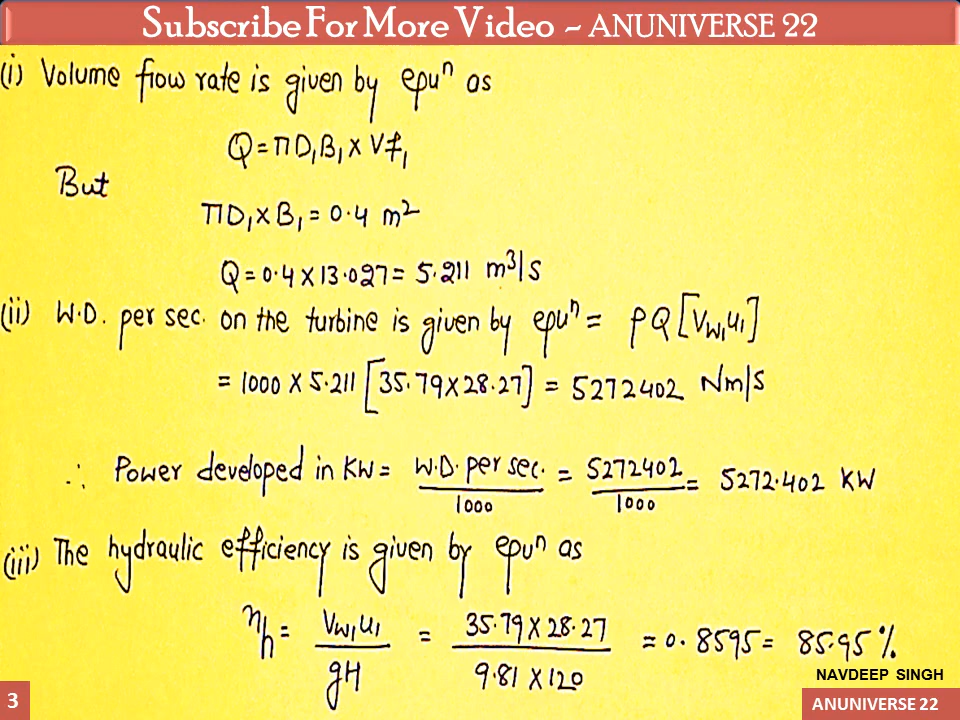 Subscribe For More Video - ANUNIVERSE 22
(i) Volume flow rate is given by equⁿ as
Q = πD₁B₁ × Vf₁
But
πD₁ × B₁ = 0.4 m²
Q = 0.4 × 13.027 = 5.211 m³/s
(ii) W.D. per sec. on the turbine is given by equⁿ = ρQ[Vw₁u₁]
= 1000 × 5.211 [35.79 × 28.27] = 5272402 Nm/s
∴ Power developed in KW = W.D. per sec. / 1000 = 5272402 / 1000 = 5272.402 KW
(iii) The hydraulic efficiency is given by equⁿ as
ηh = Vw₁u₁ / gH = 35.79 × 28.27 / 9.81 × 120 = 0.8595 = 85.95 %
NAVDEEP SINGH
3 ANUNIVERSE 22